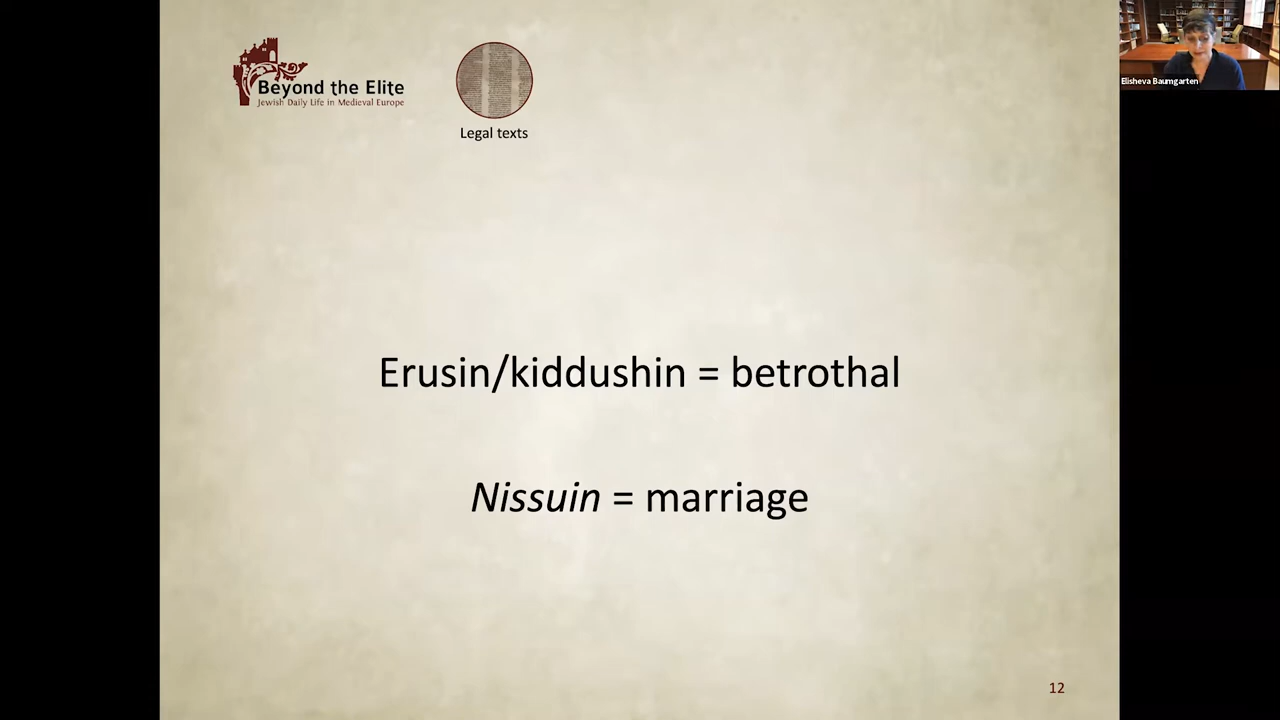 Beyond the Elite
Jewish Daily Life in Medieval Europe
Legal texts
Elisheva Baumgarten
Erusin/kiddushin = betrothal
Nissuin = marriage
12